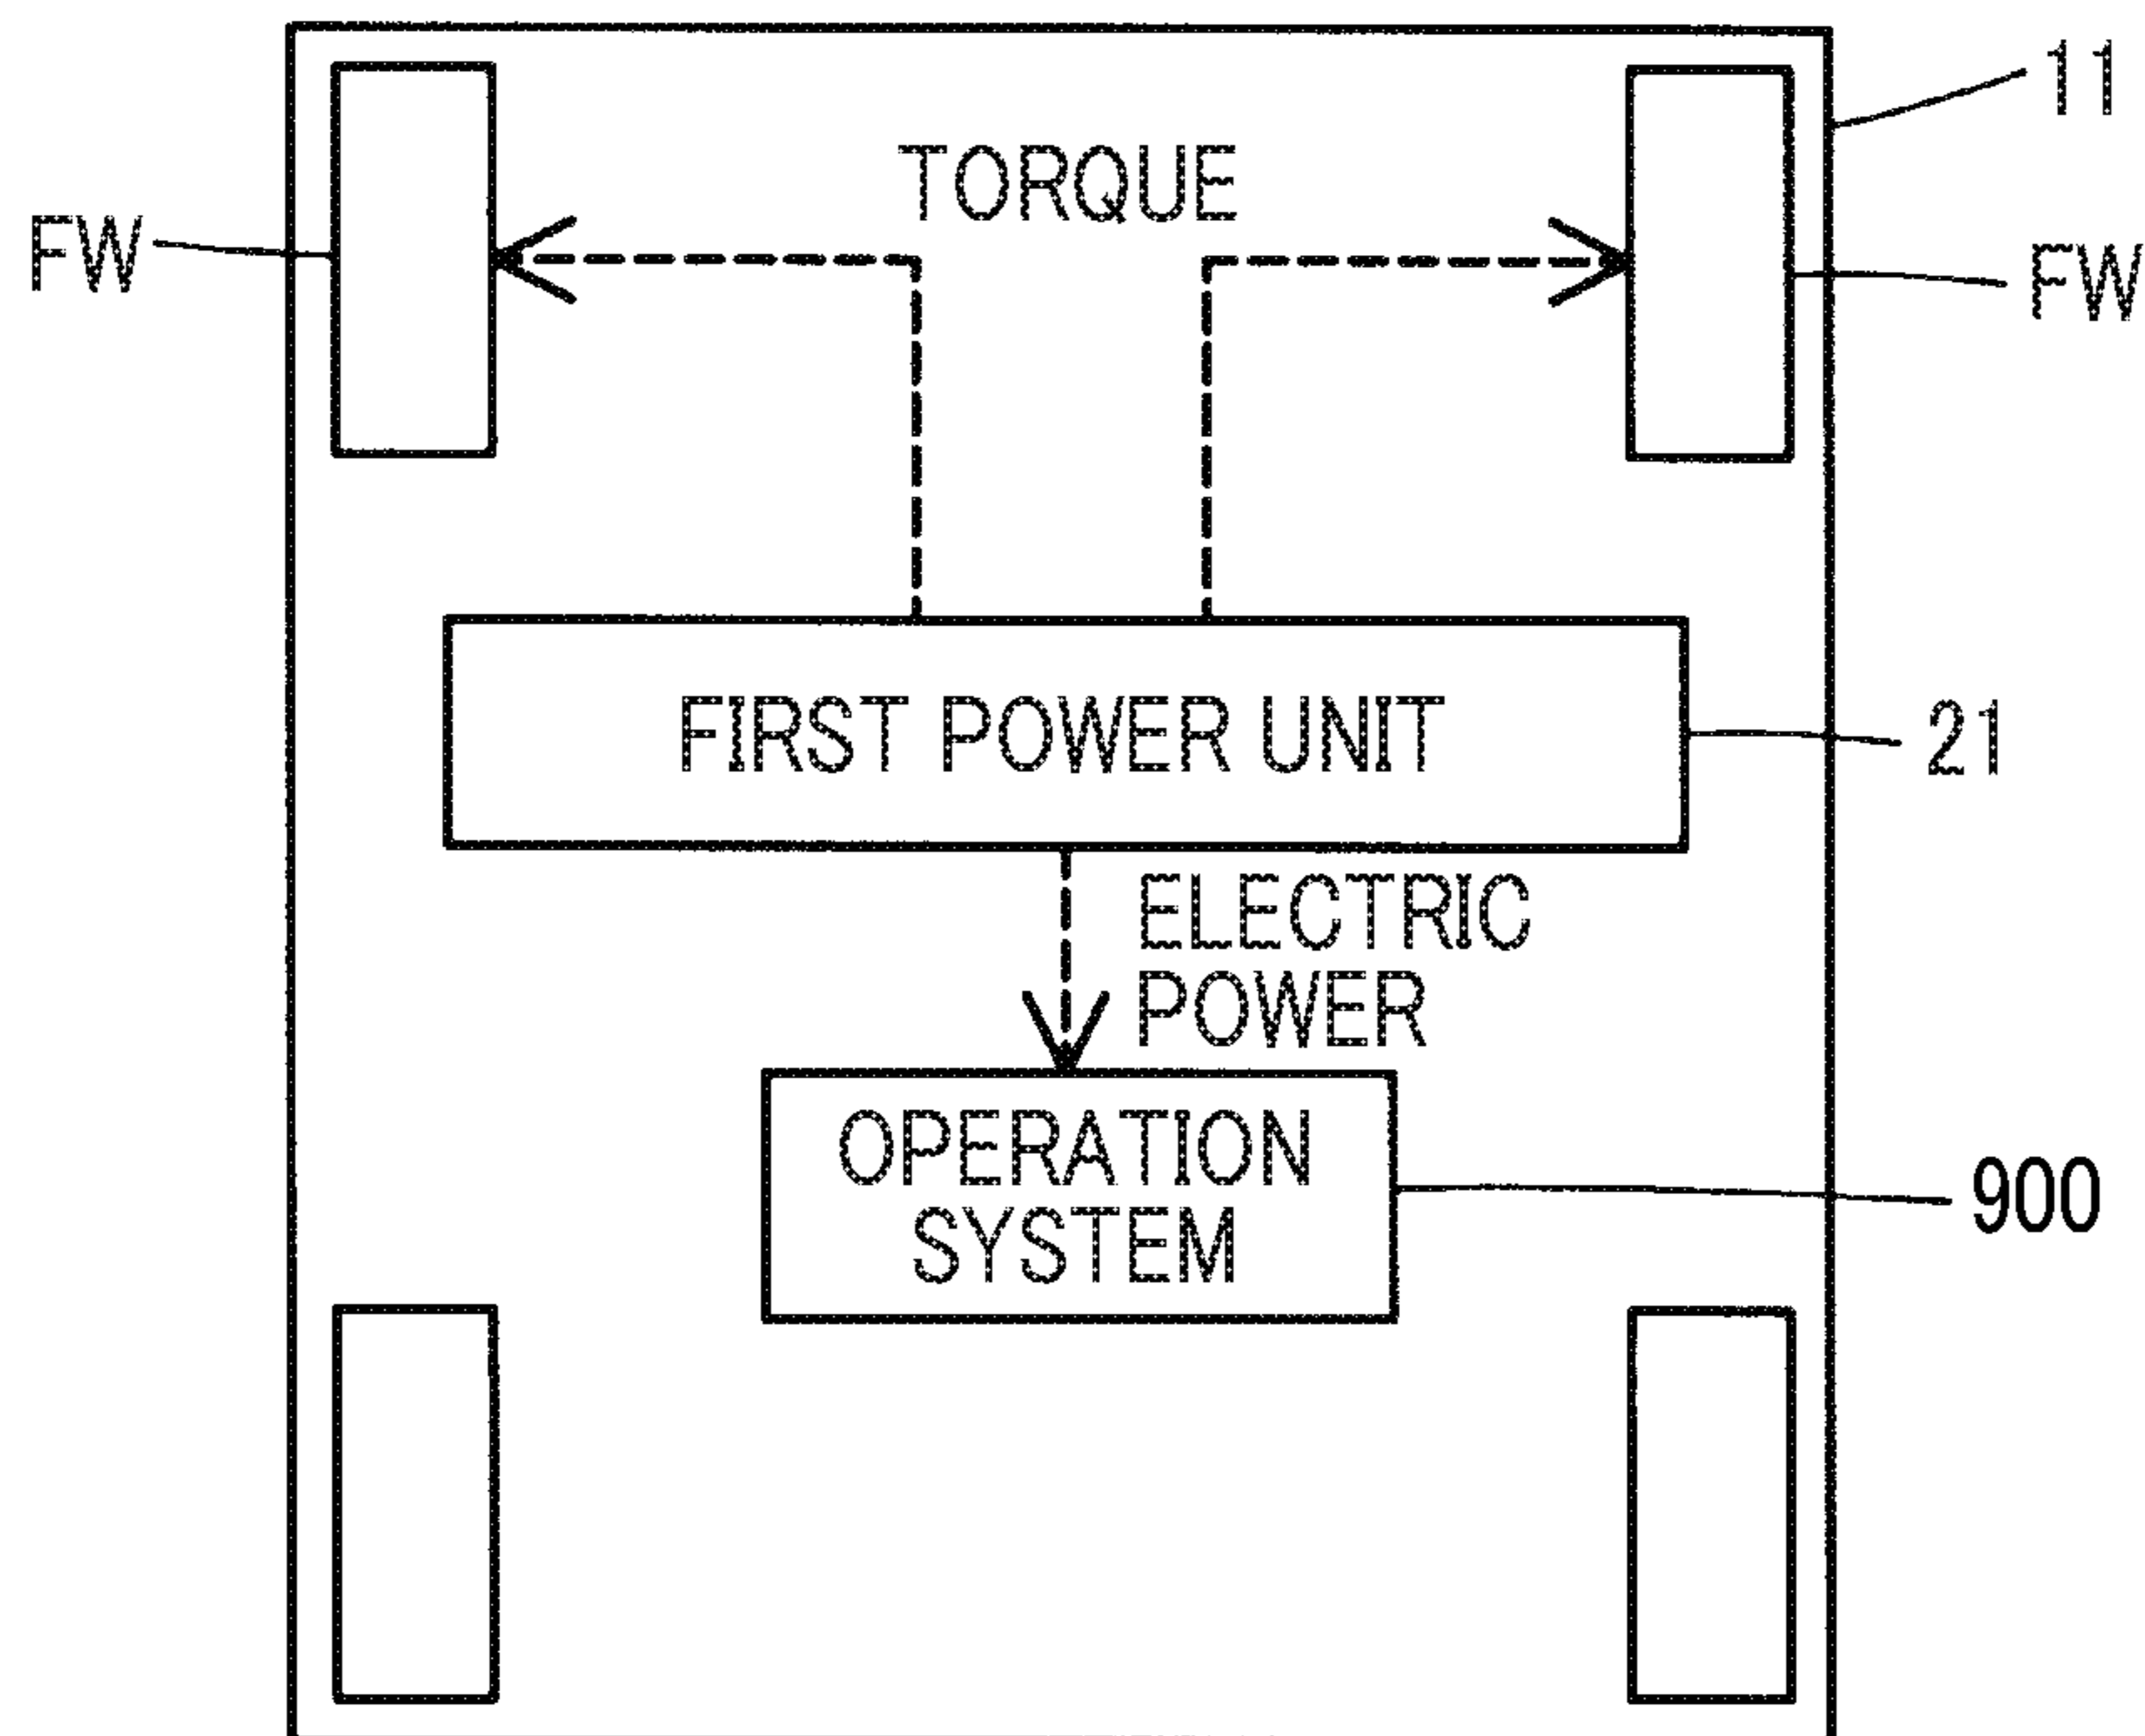 11
TORQUE
FW
FW
FIRST POWER UNIT
21
ELECTRIC
POWER
OPERATION
SYSTEM
900